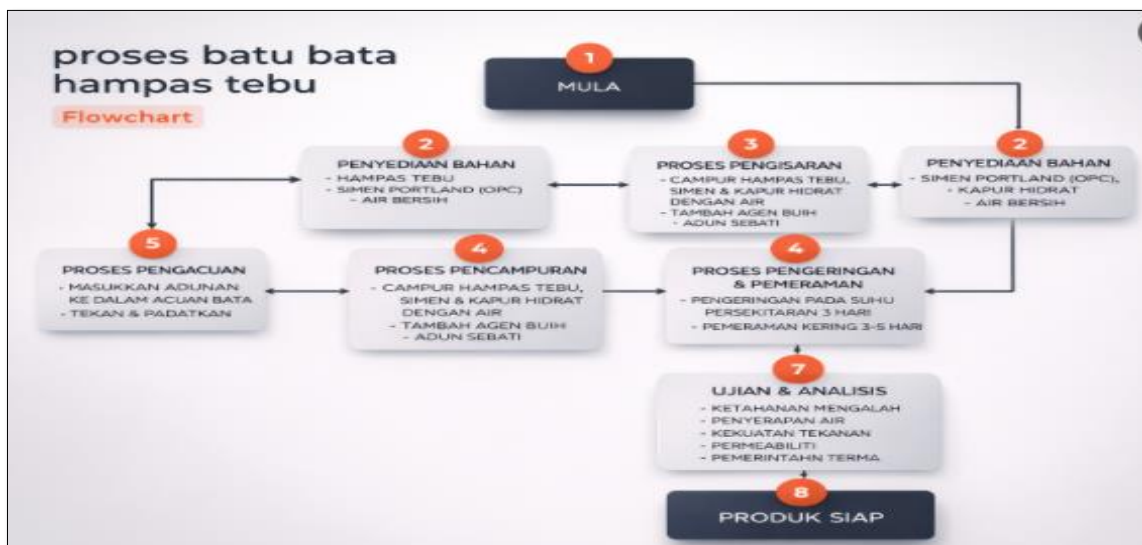 proses batu bata
hampas tebu
Flowchart
1
MULA
2
PENYEDIAAN BAHAN
- HAMPAS TEBU
- SIMEN PORTLAND (OPC)
- AIR BERSIH
3
PROSES PENGISARAN
- CAMPUR HAMPAS TEBU,
SIMEN & KAPUR HIDRAT
DENGAN AIR
- TAMBAH AGEN BUIH
- ADUN SEBATI
2
PENYEDIAAN BAHAN
- SIMEN PORTLAND (OPC),
- KAPUR HIDRAT
- AIR BERSIH
5
PROSES PENGACUAN
- MASUKKAN ADUNAN
KE DALAM ACUAN BATA
- TEKAN & PADATKAN
4
PROSES PENCAMPURAN
- CAMPUR HAMPAS TEBU,
SIMEN & KAPUR HIDRAT
DENGAN AIR
- TAMBAH AGEN BUIH
- ADUN SEBATI
4
PROSES PENGERINGAN
& PEMERAMAN
- PENGERINGAN PADA SUHU
PERSEKITARAN 3 HARI
- PEMERAMAN KERING 3-5 HARI
7
UJIAN & ANALISIS
- KETAHANAN MENGALAH
- PENYERAPAN AIR
- KEKUATAN TEKANAN
- PERMEABILITI
- PEMERINTAHN TERMA
8
PRODUK SIAP